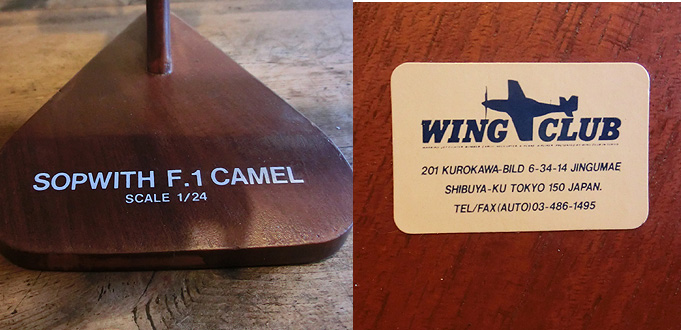 SOPWITH F.1 CAMEL
SCALE 1/24
WING CLUB
201 KUROKAWA-BILD 6-34-14 JINGUMAE
SHIBUYA-KU TOKYO 150 JAPAN.
TEL/FAX(AUTO)03-486-1495